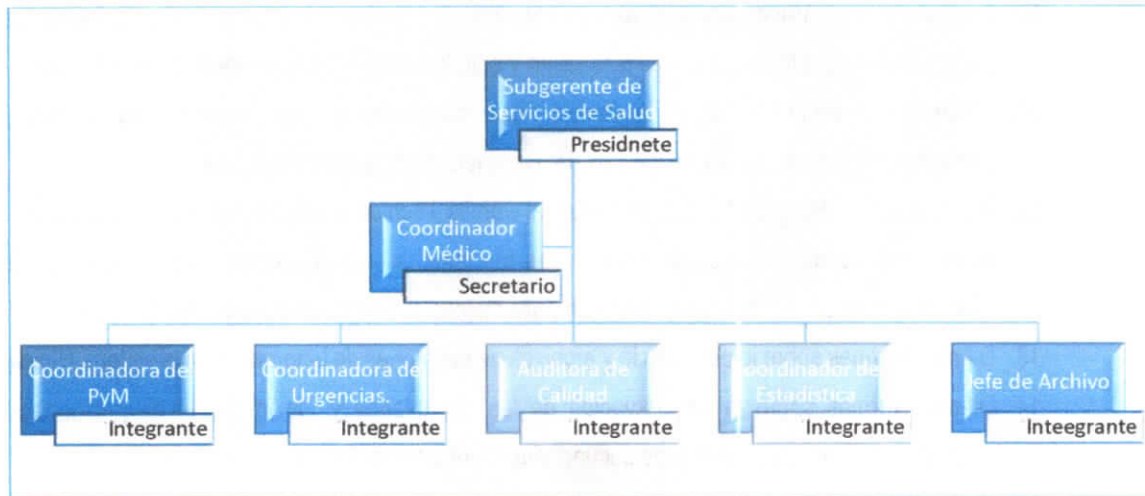 Subgerente de
Servicios de Salud
Presidnete
Coordinador
Médico
Secretario
Coordinadora de
PyM
Integrante
Coordinadora de
Urgencias.
Integrante
Auditora de
Calidad
Integrante
Coordinador de
Estadística
Integrante
Jefe de Archivo
Inteegrante